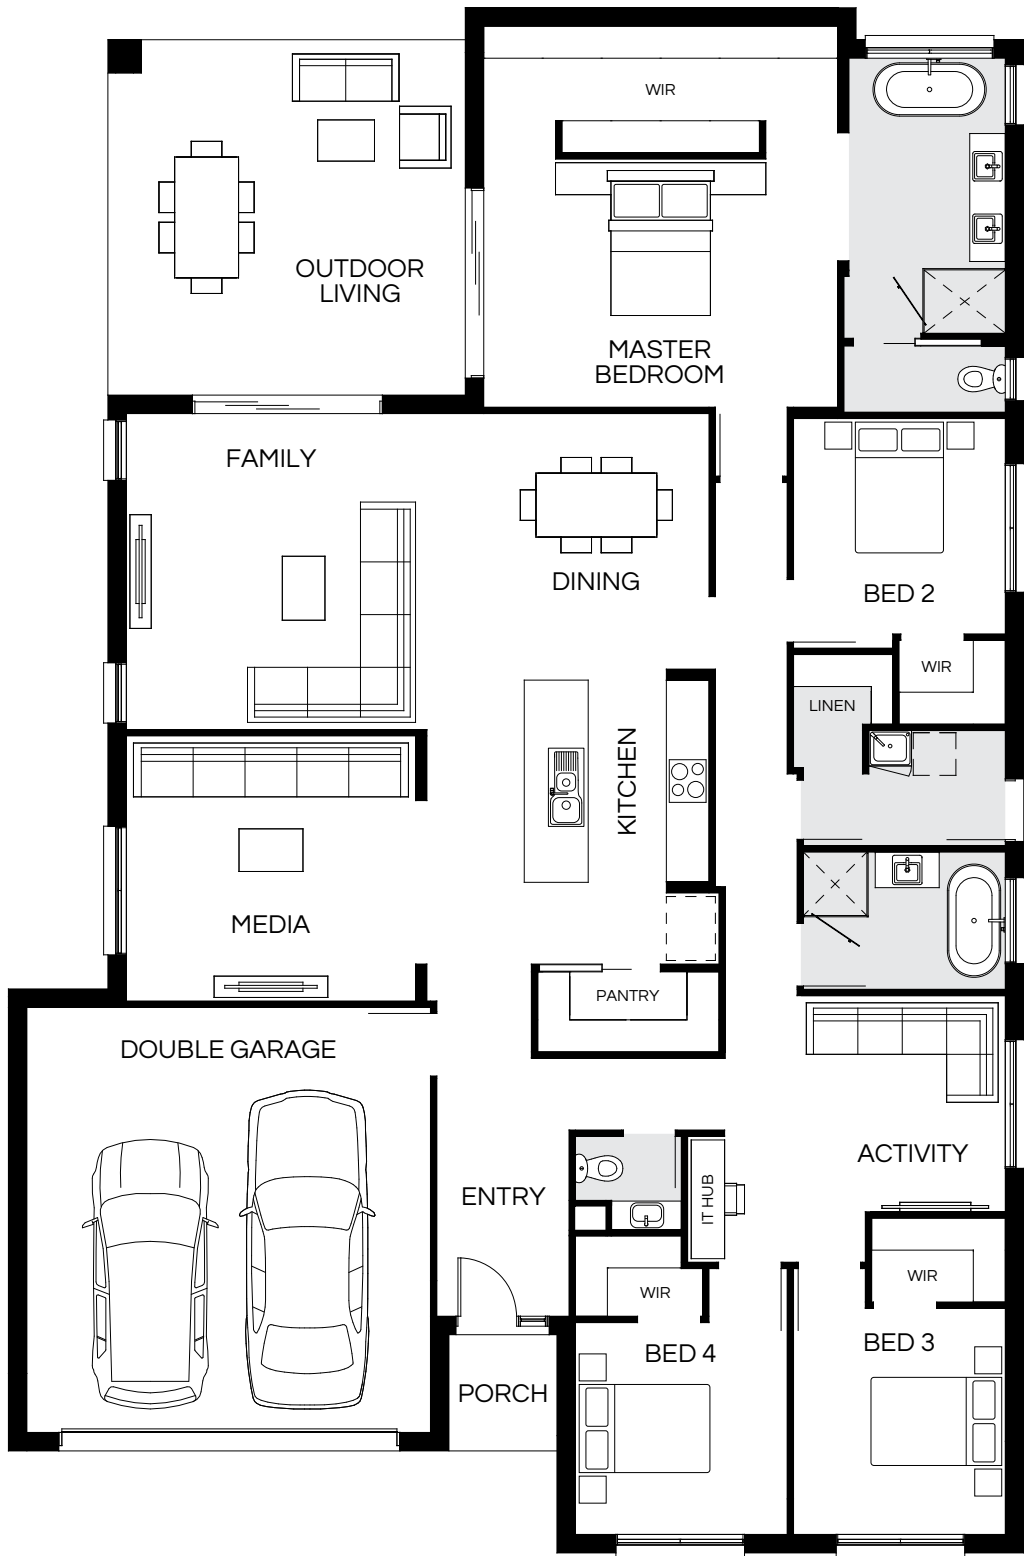 WIR
OUTDOOR
LIVING
MASTER
BEDROOM
FAMILY
DINING
BED 2
WIR
LINEN
KITCHEN
MEDIA
PANTRY
DOUBLE GARAGE
ACTIVITY
ENTRY
IT HUB
WIR
WIR
BED 3
BED 4
PORCH